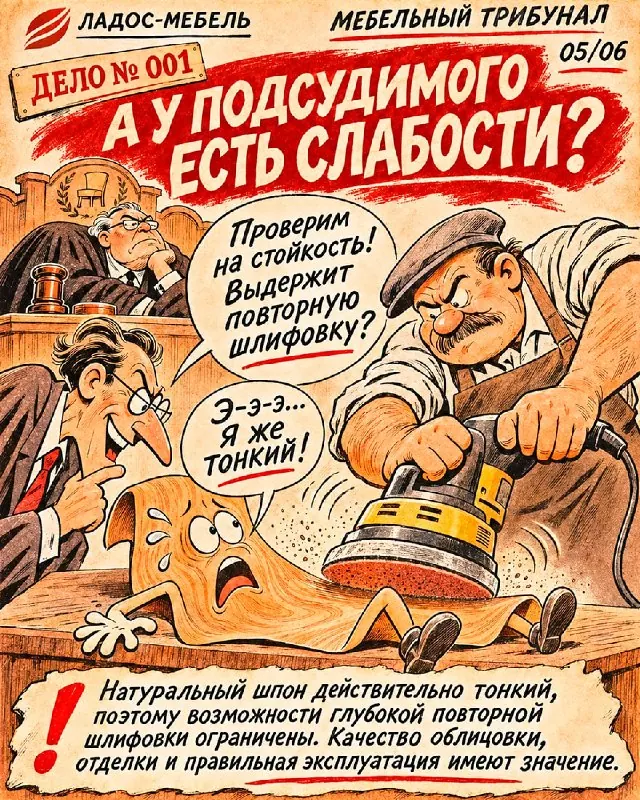 ЛАДОС-МЕБЕЛЬ
МЕБЕЛЬНЫЙ ТРИБУНАЛ
05/06
ДЕЛО № 001
А У ПОДСУДИМОГО
ЕСТЬ СЛАБОСТИ?
Проверим
на стойкость!
Выдержит
повторную
шлифовку?
Э-э-э...
Я же
тонкий!
! Натуральный шпон действительно тонкий,
поэтому возможности глубокой повторной
шлифовки ограничены. Качество облицовки,
отделки и правильная эксплуатация имеют значение.